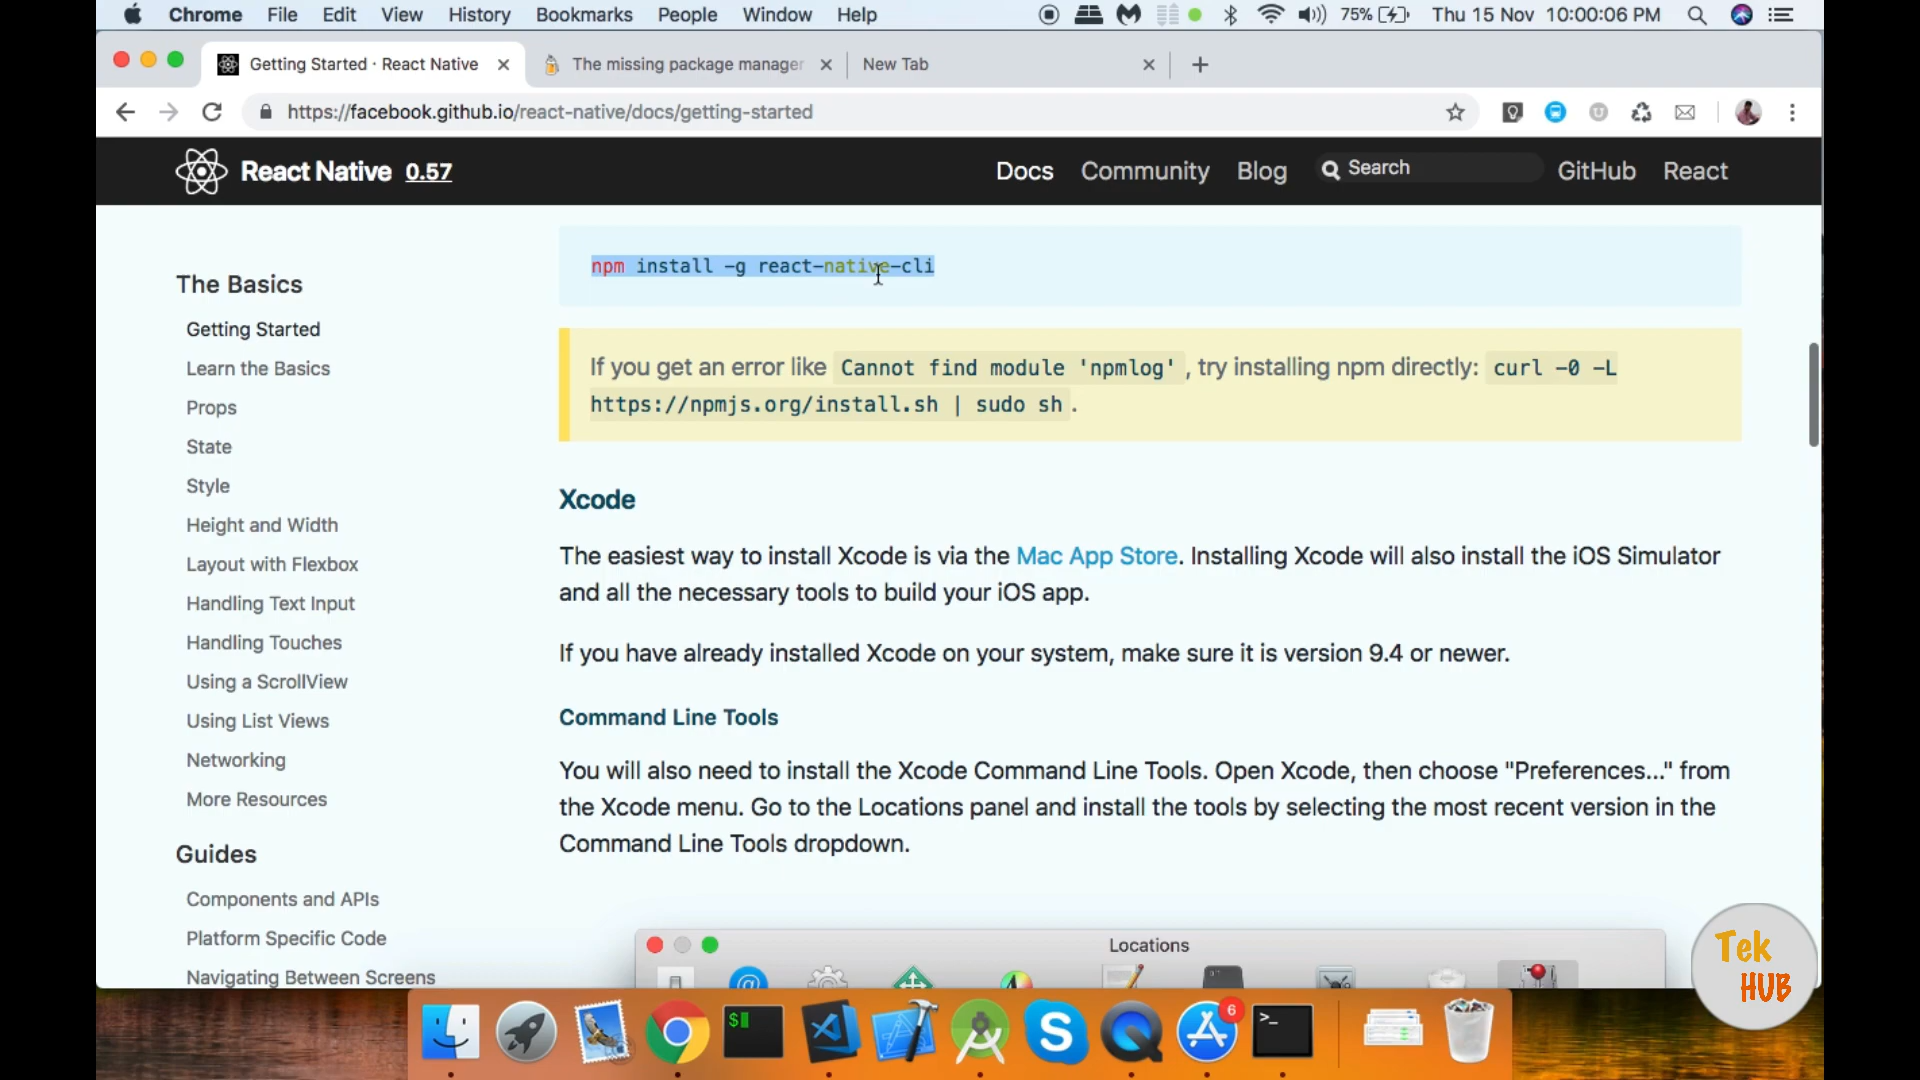 Chrome File Edit View History Bookmarks People Window Help 75% Thu 15 Nov 10:00:06 PM
Getting Started · React Native
The missing package manager
New Tab
https://facebook.github.io/react-native/docs/getting-started
React Native 0.57 Docs Community Blog Search GitHub React
The Basics
Getting Started
Learn the Basics
Props
State
Style
Height and Width
Layout with Flexbox
Handling Text Input
Handling Touches
Using a ScrollView
Using List Views
Networking
More Resources
Guides
Components and APIs
Platform Specific Code
Navigating Between Screens
npm install -g react-native-cli
If you get an error like Cannot find module 'npmlog' , try installing npm directly: curl -0 -L
https://npmjs.org/install.sh | sudo sh .
Xcode
The easiest way to install Xcode is via the Mac App Store. Installing Xcode will also install the iOS Simulator
and all the necessary tools to build your iOS app.
If you have already installed Xcode on your system, make sure it is version 9.4 or newer.
Command Line Tools
You will also need to install the Xcode Command Line Tools. Open Xcode, then choose "Preferences..." from
the Xcode menu. Go to the Locations panel and install the tools by selecting the most recent version in the
Command Line Tools dropdown.
Locations
Tek
HUB
6